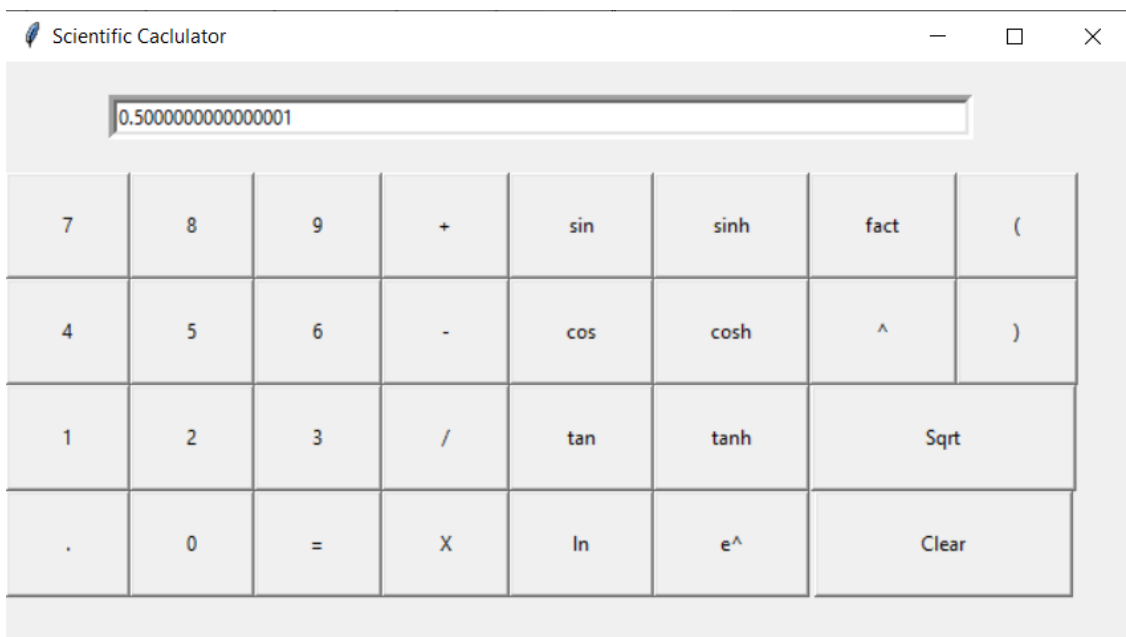 Scientific Caclulator
0.5000000000000001
7 8 9 + sin sinh fact (
4 5 6 - cos cosh ^ )
1 2 3 / tan tanh Sqrt
. 0 = X ln e^ Clear